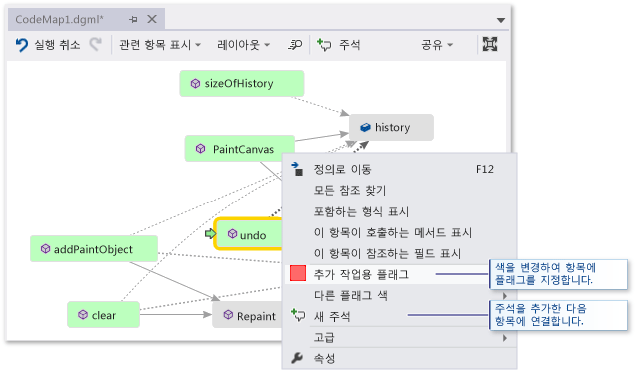 CodeMap1.dgml*
실행 취소 관련 항목 표시 레이아웃 주석 공유
sizeOfHistory
history
PaintCanvas
정의로 이동 F12
모든 참조 찾기
포함하는 형식 표시
이 항목이 호출하는 메서드 표시
undo
addPaintObject
이 항목이 참조하는 필드 표시
추가 작업용 플래그
색을 변경하여 항목에
플래그를 지정합니다.
다른 플래그 색
clear
Repaint
새 주석
주석을 추가한 다음
항목에 연결합니다.
고급
속성